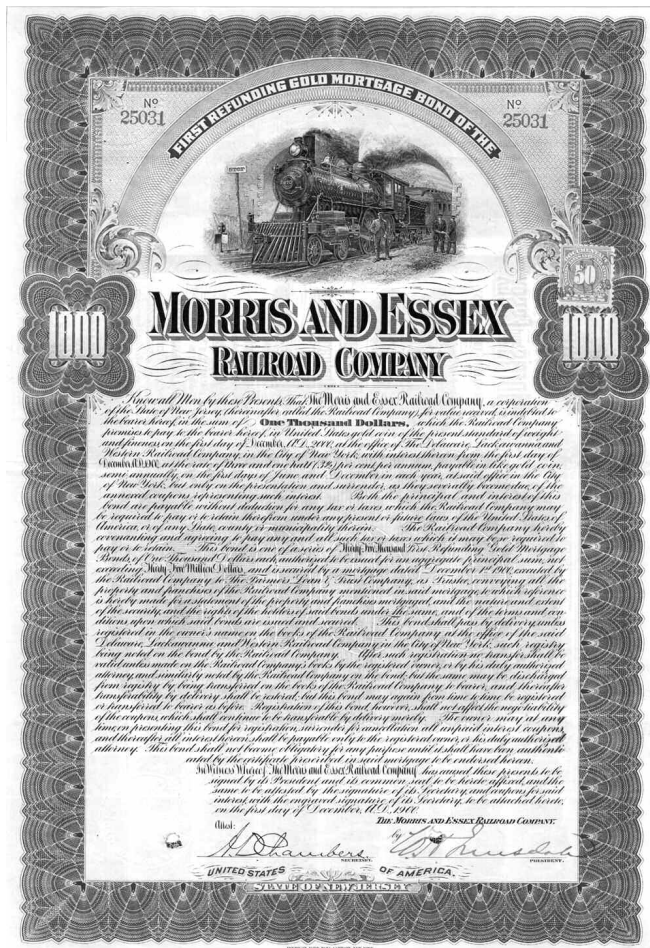 FIRST REFUNDING GOLD MORTGAGE BOND OF THE
No 25031
No 25031
STOP
50
1000
1000
MORRIS AND ESSEX
RAILROAD COMPANY
Know all Men by these Presents, That The Morris and Essex Railroad Company, a corporation
of the State of New Jersey, (hereinafter called the Railroad Company), for value received, is indebted to
the bearer hereof, in the sum of One Thousand Dollars, which the Railroad Company
promises to pay to the bearer hereof, in United States gold coin of the present standard of weight
and fineness, on the first day of December, A.D. 2000, at the office of The Delaware, Lackawanna and
Western Railroad Company, in the City of New York, with interest thereon from the first day of
December, A.D. 1900, at the rate of three and one half (3½) per cent. per annum, payable in like gold coin,
semi annually, on the first day of June and December in each year, at said office in the City
of New York, but only on the presentation and surrender, as they severally become due, of the
annexed coupons representing such interest. Both the principal and interest of this
bond are payable without deduction for any tax or taxes which the Railroad Company may
be required to pay or to retain therefrom under any present or future laws of the United States of
America, or of any State, county or municipality therein. The Railroad Company hereby
covenanting and agreeing to pay any and all such tax or taxes which it may be so required to
pay or to retain. This bond is one of a series of Thirty Five Thousand First Refunding Gold Mortgage
Bonds, of One Thousand Dollars each, authorized to be issued for an aggregate principal sum, not
exceeding Thirty Five Million Dollars, and is secured by a mortgage dated December 1st 1900, executed by
the Railroad Company to The Farmers Loan & Trust Company, as Trustee, conveying all the
property and franchises of the Railroad Company mentioned in said mortgage, to which reference
is hereby made for a statement of the property and franchises mortgaged, and the nature and extent
of the security, and the rights of the holders of said bonds under the same, and of the terms and con
ditions upon which said bonds are issued and secured. This bond shall pass by delivery, unless
registered in the owner's name on the books of the Railroad Company at the office of the said
Delaware, Lackawanna and Western Railroad Company in the City of New York, such registry
being noted on the bond by the Railroad Company. After such registration no transfer shall be
valid unless made on the Railroad Company's books by the registered owner, or by his duly authorized
attorney, and similarly noted by the Railroad Company on the bond; but the same may be discharged
from registry by being transferred on the books of the Railroad Company to bearer, and thereafter
transferability by delivery shall be restored; but this bond may again from time to time be registered
or transferred to bearer as before. Registration of this bond, however, shall not affect the negotiability
of the coupons, which shall continue to be transferable by delivery merely. The owner may at any
time, on presenting this bond for registration, surrender for cancellation all unpaid interest coupons,
and thereafter all interest hereon shall be payable only to the registered owner, or his duly authorized
attorney. This bond shall not become obligatory for any purpose until it shall have been authenti
cated by the certificate prescribed in said mortgage to be endorsed hereon.
In Witness Whereof The Morris and Essex Railroad Company has caused these presents to be
signed by its President and its common seal to be hereto affixed, and the
same to be attested by the signature of its Secretary, and coupons for said
interest, with the engraved signature of its Secretary, to be attached hereto,
on the first day of December, A.D. 1900.
THE MORRIS AND ESSEX RAILROAD COMPANY.
Attest:
by
A D Chambers
SECRETARY.
PRESIDENT.
UNITED STATES OF AMERICA.
STATE OF NEW JERSEY